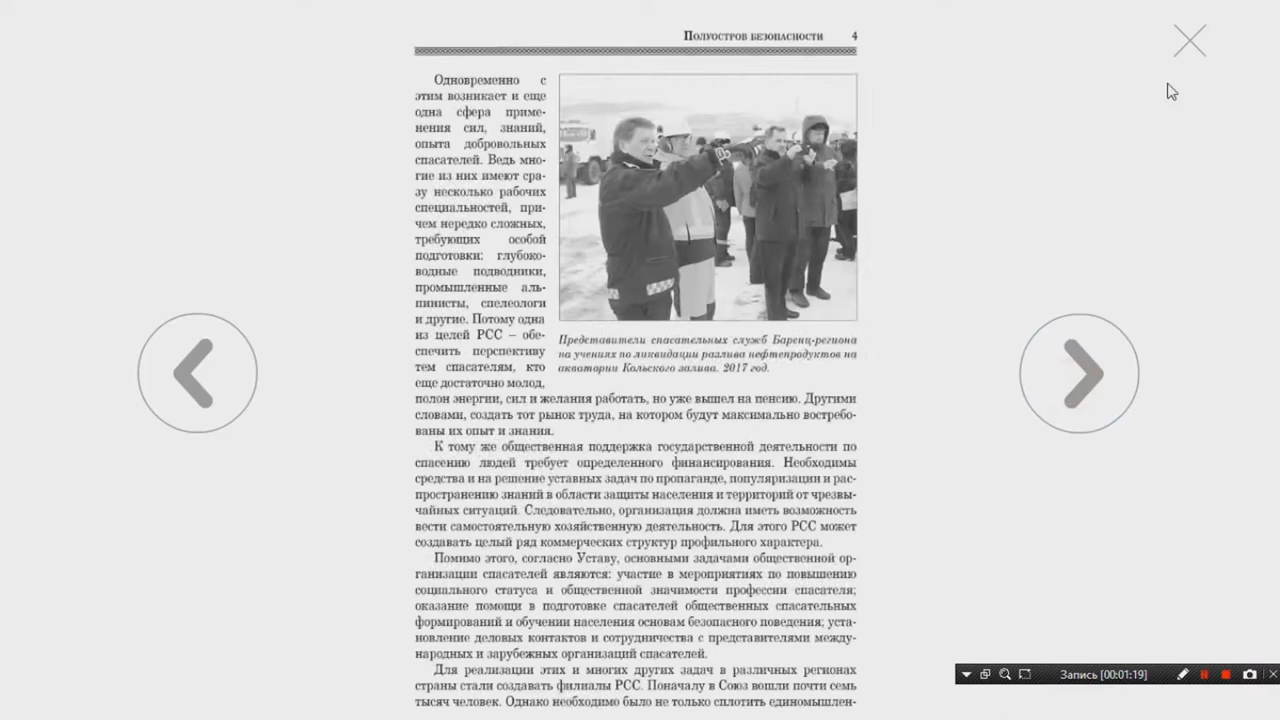 Полуостров безопасности 4
Одновременно с
этим возникает и еще
одна сфера приме-
нения сил, знаний,
опыта добровольных
спасателей. Ведь мно-
гие из них имеют сра-
зу несколько рабочих
специальностей, при-
чем нередко сложных,
требующих особой
подготовки: глубоко-
водные подводники,
промышленные аль-
пинисты, спелеологи
и другие. Потому одна
из целей РСС – обе-
спечить перспективу
тем спасателям, кто
еще достаточно молод,
Представители спасательных служб Баренц-региона
на учениях по ликвидации разлива нефтепродуктов на
акватории Кольского залива. 2017 год.
полон энергии, сил и желания работать, но уже вышел на пенсию. Другими
словами, создать тот рынок труда, на котором будут максимально востребо-
ваны их опыт и знания.
К тому же общественная поддержка государственной деятельности по
спасению людей требует определенного финансирования. Необходимы
средства и на решение уставных задач по пропаганде, популяризации и рас-
пространению знаний в области защиты населения и территорий от чрезвы-
чайных ситуаций. Следовательно, организация должна иметь возможность
вести самостоятельную хозяйственную деятельность. Для этого РСС может
создавать целый ряд коммерческих структур профильного характера.
Помимо этого, согласно Уставу, основными задачами общественной ор-
ганизации спасателей являются: участие в мероприятиях по повышению
социального статуса и общественной значимости профессии спасателя;
оказание помощи в подготовке спасателей общественных спасательных
формирований и обучении населения основам безопасного поведения; уста-
новление деловых контактов и сотрудничества с представителями между-
народных и зарубежных организаций спасателей.
Для реализации этих и многих других задач в различных регионах
страны стали создавать филиалы РСС. Поначалу в Союз вошли почти семь
тысяч человек. Однако необходимо было не только сплотить единомышлен-
Запись [00:01:19]